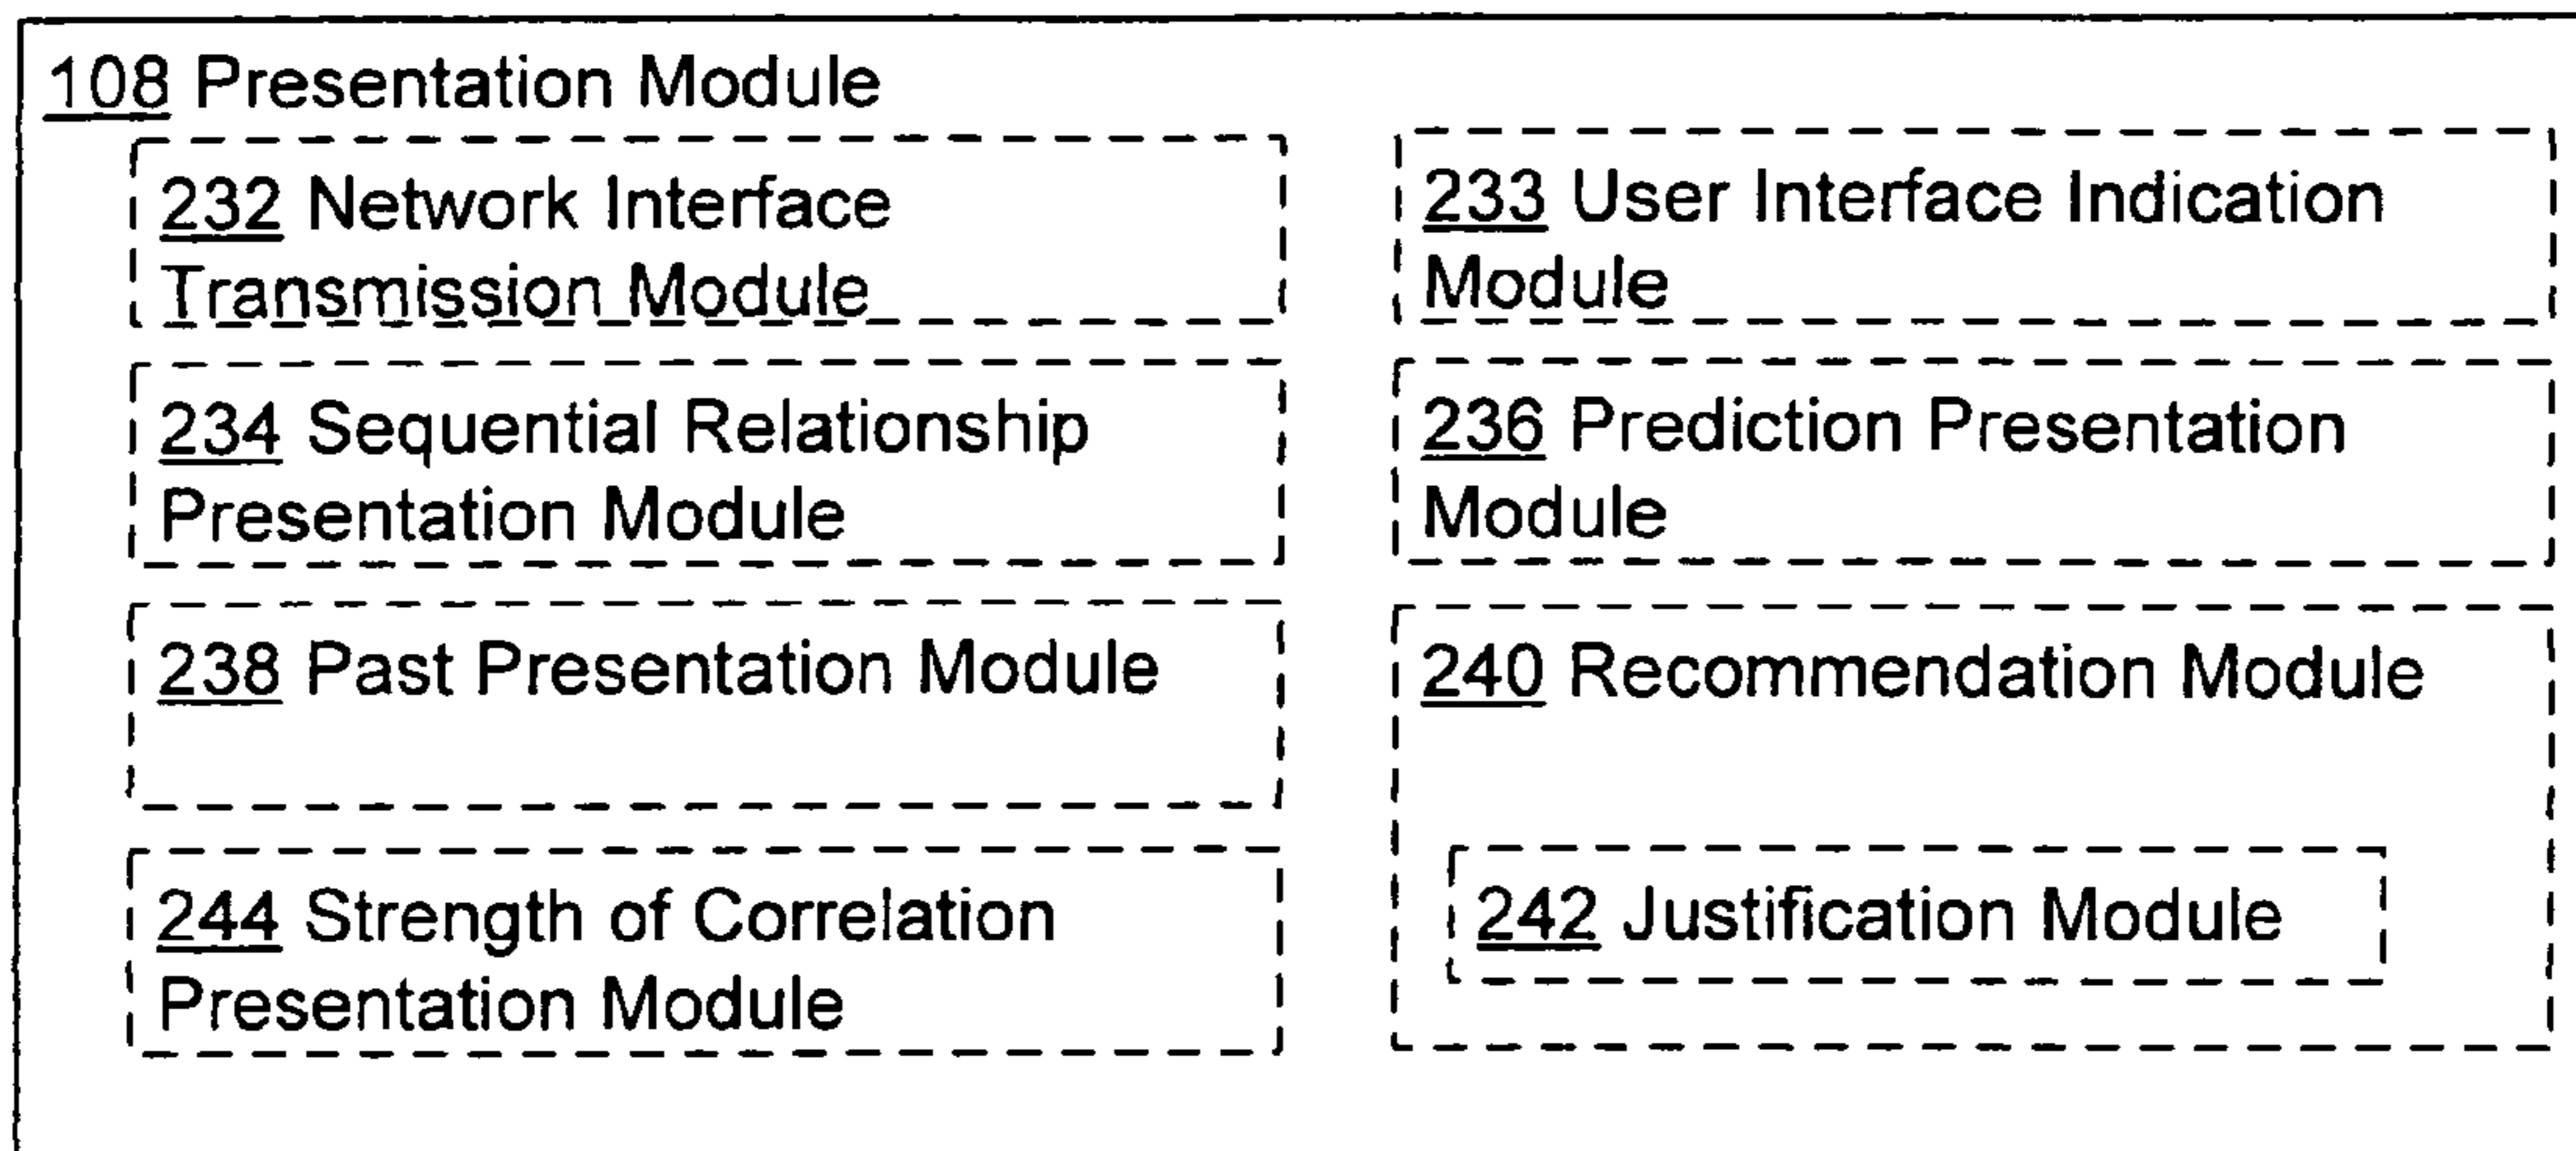 108 Presentation Module
232 Network Interface
Transmission Module
233 User Interface Indication
Module
234 Sequential Relationship
Presentation Module
236 Prediction Presentation
Module
238 Past Presentation Module
240 Recommendation Module
244 Strength of Correlation
Presentation Module
242 Justification Module